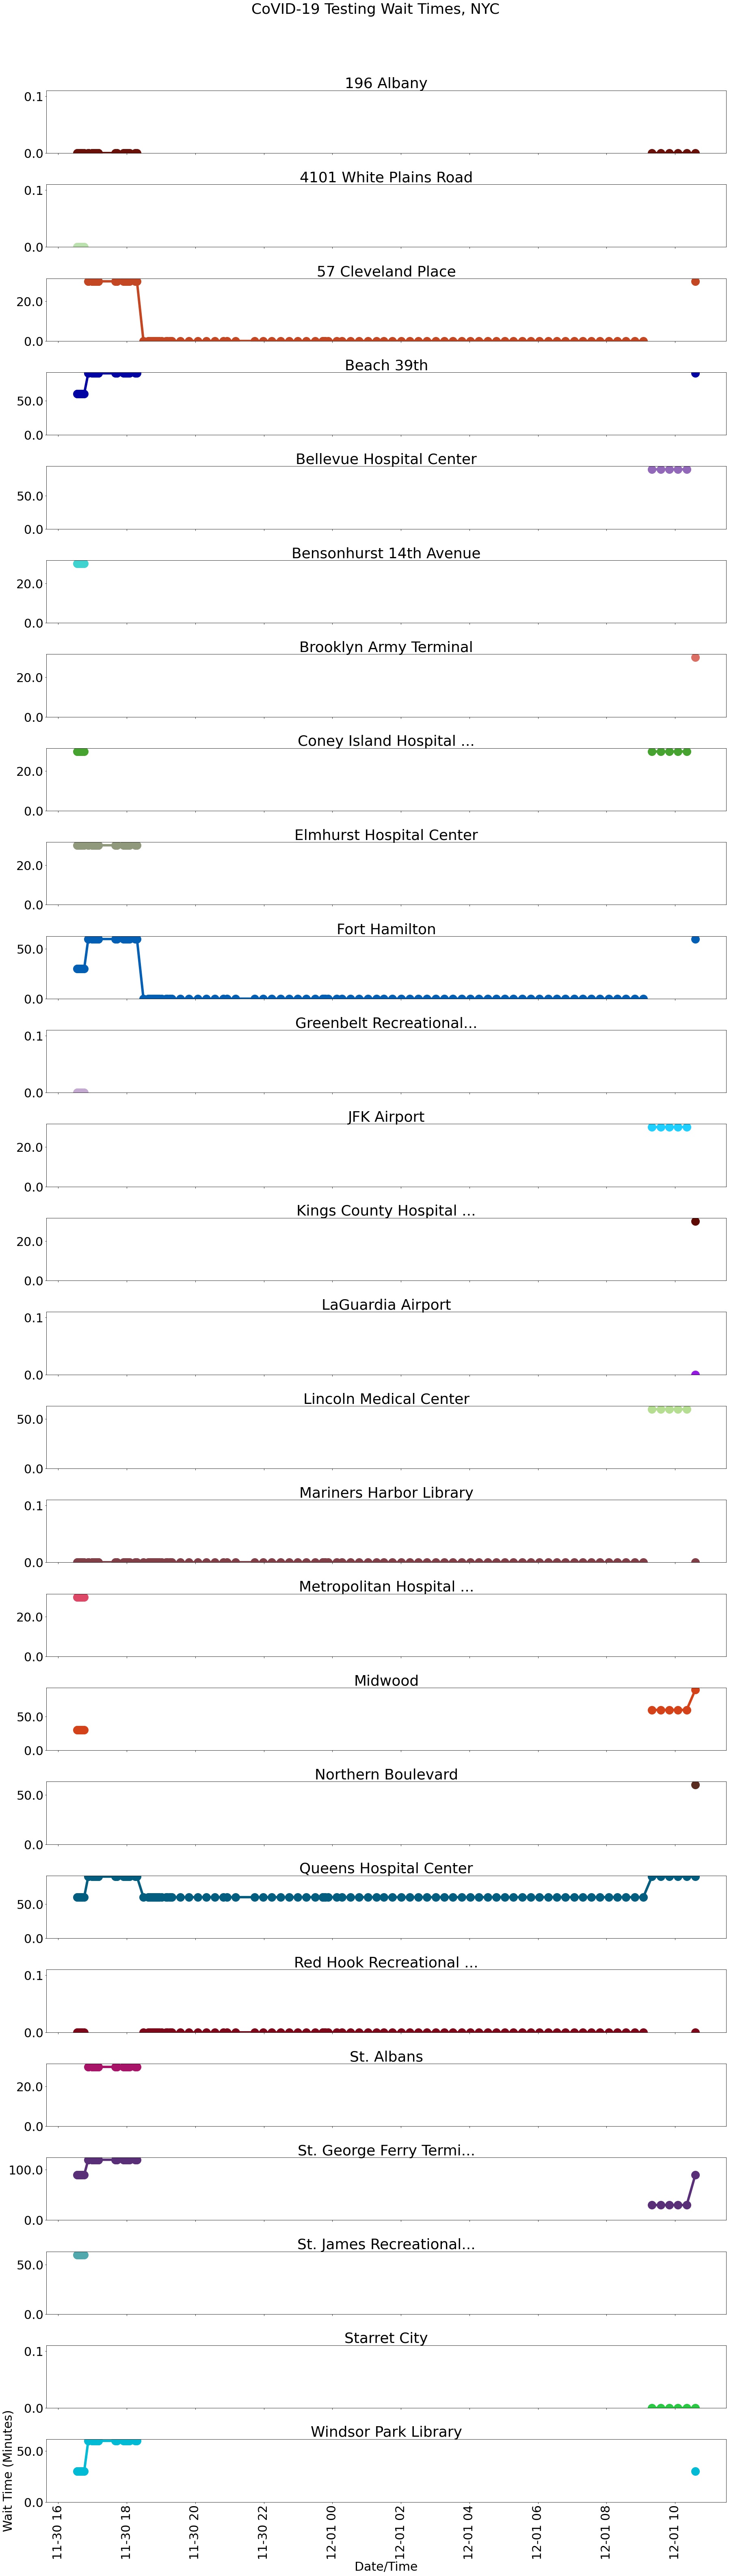 CoVID-19 Testing Wait Times, NYC
196 Albany
0.1
0.0
4101 White Plains Road
0.1
0.0
57 Cleveland Place
20.0
0.0
Beach 39th
50.0
0.0
Bellevue Hospital Center
50.0
0.0
Bensonhurst 14th Avenue
20.0
0.0
Brooklyn Army Terminal
20.0
0.0
Coney Island Hospital ...
20.0
0.0
Elmhurst Hospital Center
20.0
0.0
Fort Hamilton
50.0
0.0
Greenbelt Recreational...
0.1
0.0
JFK Airport
20.0
0.0
Kings County Hospital ...
20.0
0.0
LaGuardia Airport
0.1
0.0
Lincoln Medical Center
50.0
0.0
Mariners Harbor Library
0.1
0.0
Metropolitan Hospital ...
20.0
0.0
Midwood
50.0
0.0
Northern Boulevard
50.0
0.0
Queens Hospital Center
50.0
0.0
Red Hook Recreational ...
0.1
0.0
St. Albans
20.0
0.0
St. George Ferry Termi...
100.0
0.0
St. James Recreational...
50.0
0.0
Starret City
0.1
0.0
Windsor Park Library
50.0
0.0
Wait Time (Minutes)
11-30 16
11-30 18
11-30 20
11-30 22
12-01 00
12-01 02
12-01 04
12-01 06
12-01 08
12-01 10
Date/Time